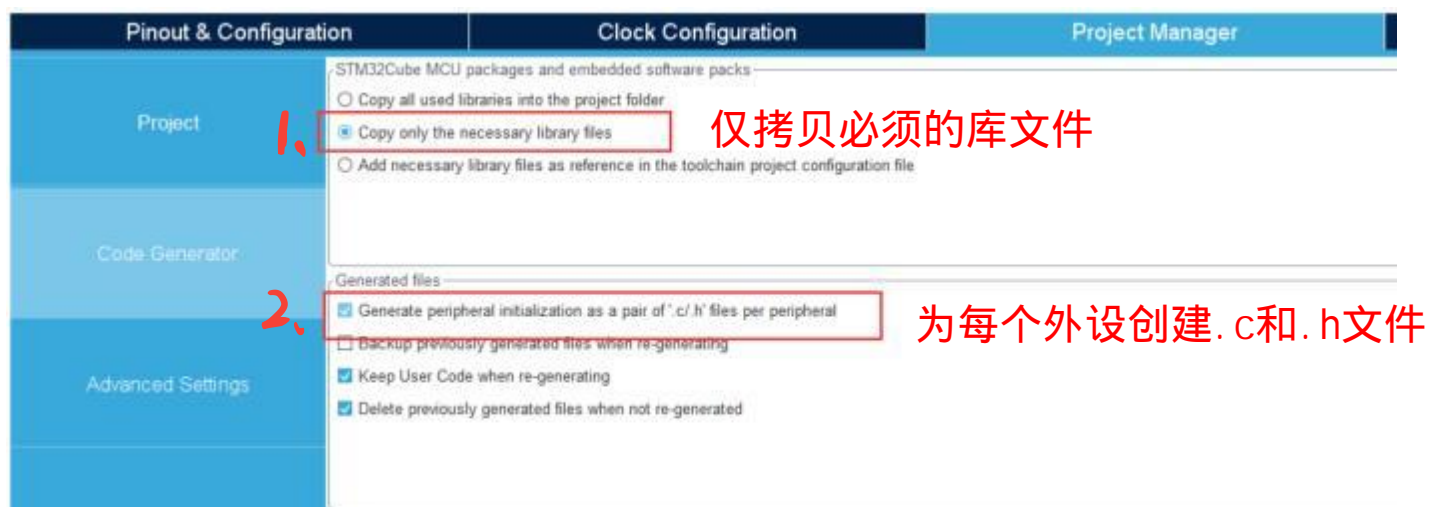 Pinout & Configuration Clock Configuration Project Manager
STM32Cube MCU packages and embedded software packs
Copy all used libraries into the project folder
Project
1、 Copy only the necessary library files 仅拷贝必须的库文件
Add necessary library files as reference in the toolchain project configuration file
Code Generator
Generated files
2、 Generate peripheral initialization as a pair of '.c/.h' files per peripheral 为每个外设创建.c和.h文件
Backup previously generated files when re-generating
Advanced Settings
Keep User Code when re-generating
Delete previously generated files when not re-generated